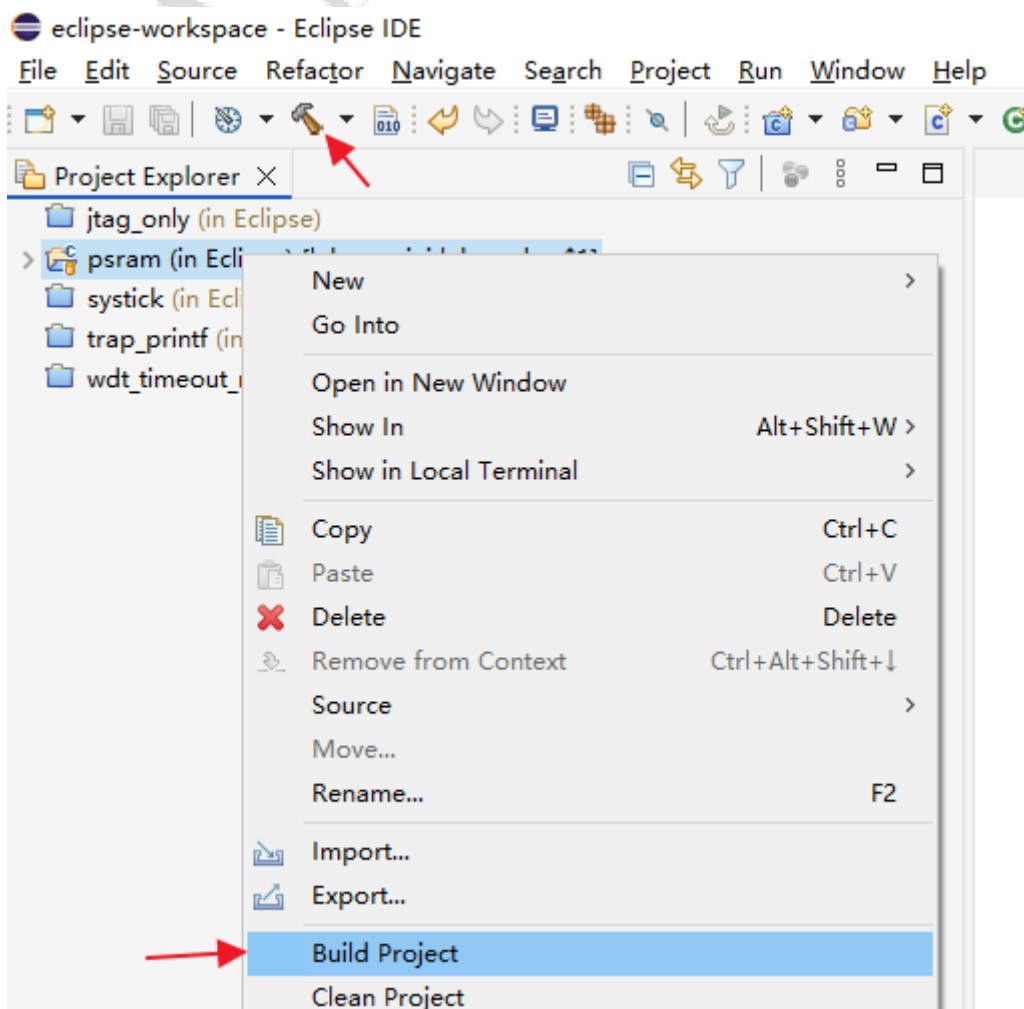 eclipse-workspace - Eclipse IDE
File Edit Source Refactor Navigate Search Project Run Window Help
010
Project Explorer
jtag_only (in Eclipse)
psram (in
systick (in
trap_printf (in
New
Go Into
Open in New Window
Show In Alt+Shift+W
Show in Local Terminal
Copy Ctrl+C
Paste Ctrl+V
Delete Delete
Remove from Context Ctrl+Alt+Shift+↓
Source
Move...
Rename... F2
Import...
Export...
Build Project
Clean Project